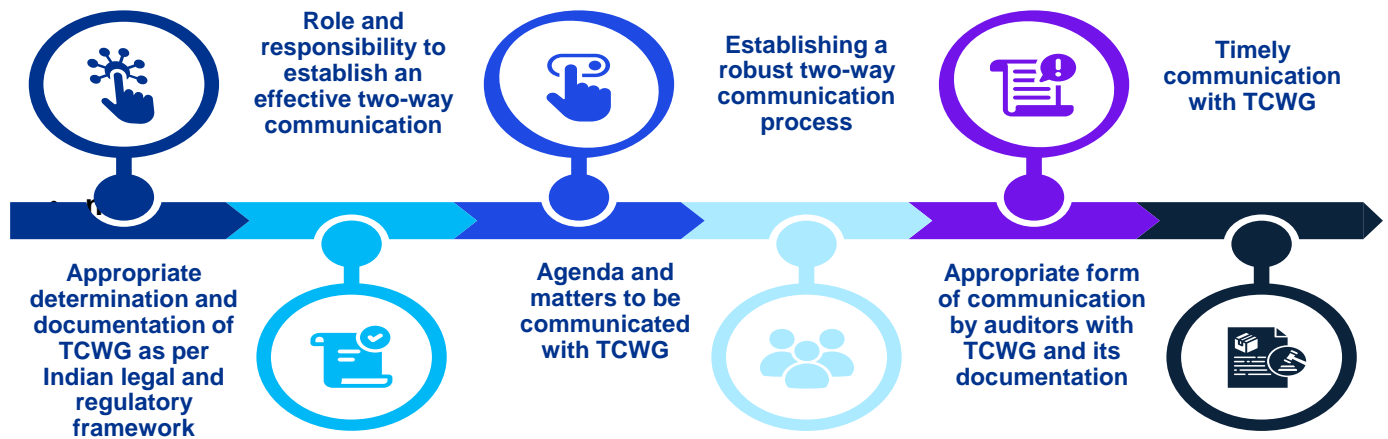 Appropriate
determination and
documentation of
TCWG as per
Indian legal and
regulatory
framework
Role and
responsibility to
establish an
effective two-way
communication
Agenda and
matters to be
communicated
with TCWG
Establishing a
robust two-way
communication
process
Appropriate form
of communication
by auditors with
TCWG and its
documentation
Timely
communication
with TCWG